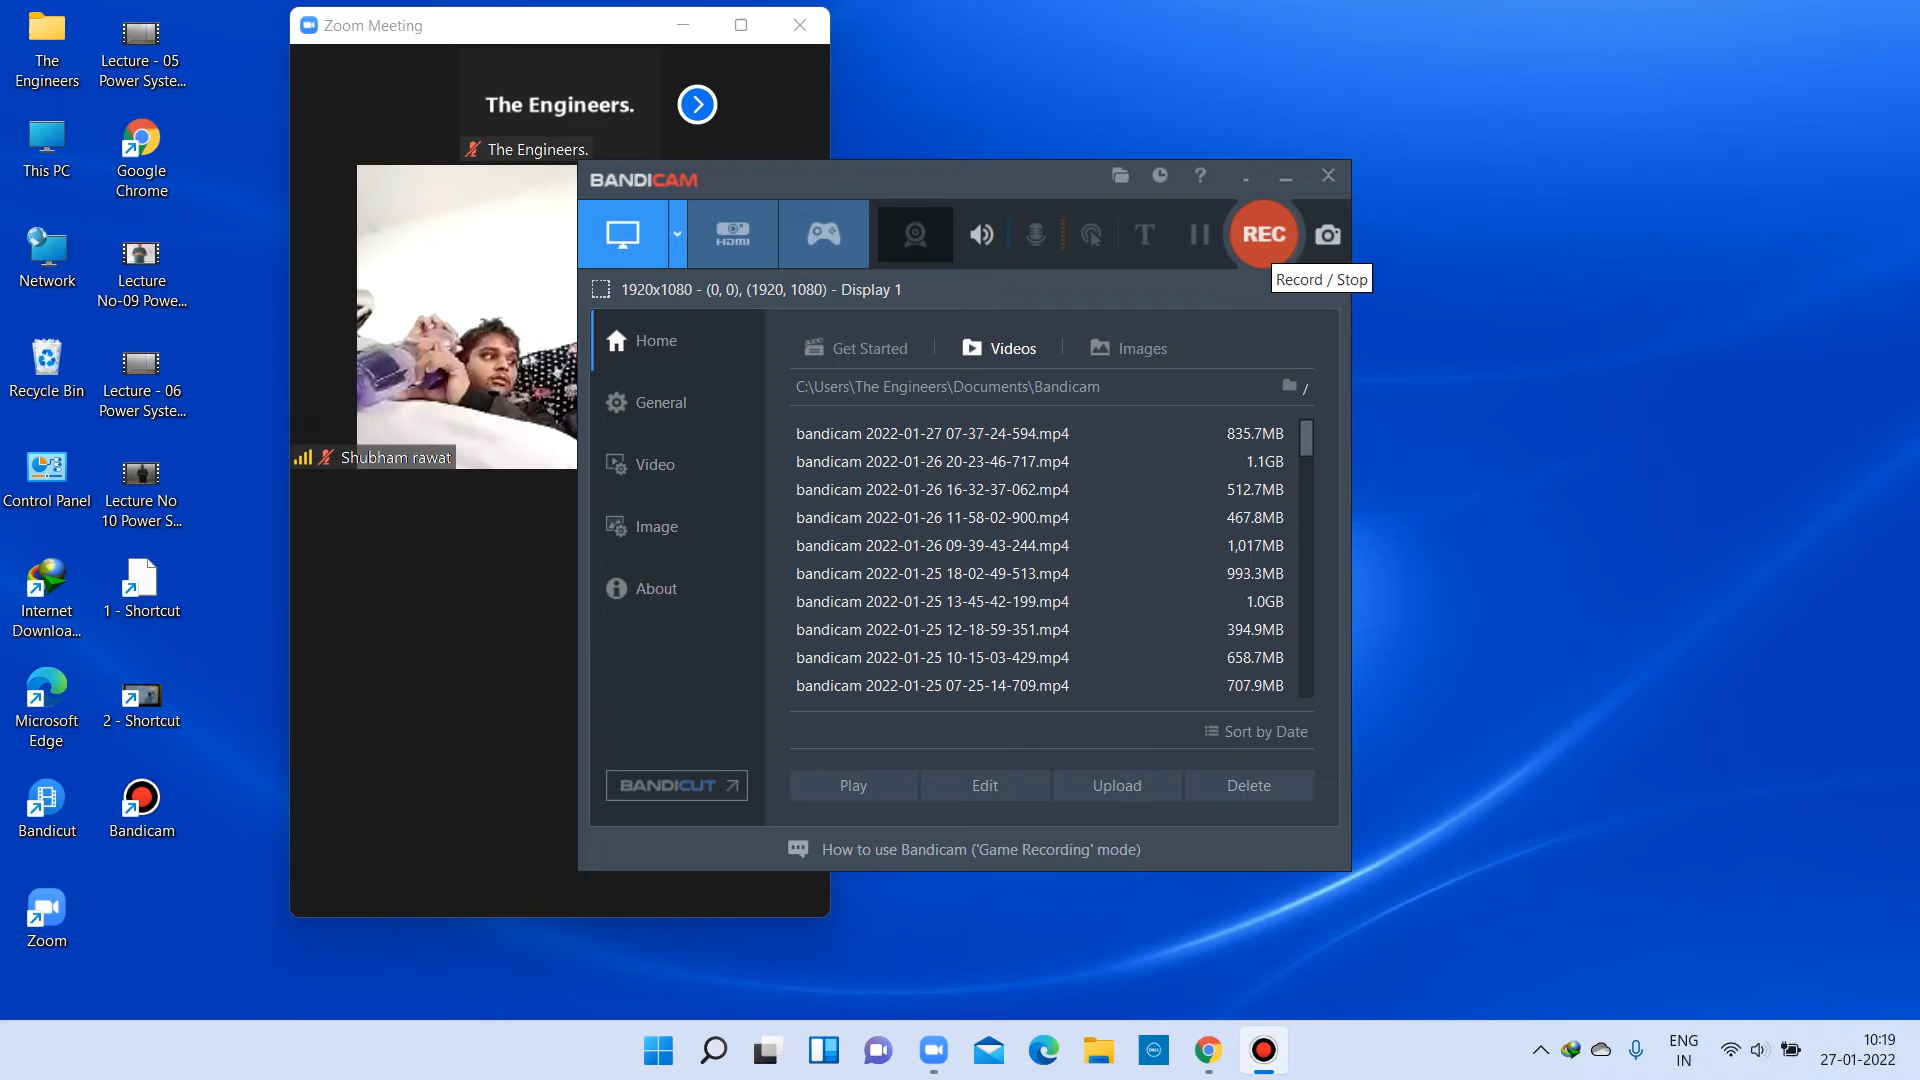 The
Engineers
Lecture - 05
Power Syste...
This PC
Google
Chrome
Network
Lecture
No-09 Powe...
Recycle Bin
Lecture - 06
Power Syste...
Control Panel
Lecture No
10 Power S...
Internet
Downloa...
1 - Shortcut
Microsoft
Edge
2 - Shortcut
Bandicut
Bandicam
Zoom
Zoom Meeting
The Engineers.
The Engineers.
Shubham rawat
BANDICAM
HDMI
T
REC
Record / Stop
1920x1080 - (0, 0), (1920, 1080) - Display 1
Home
General
Video
Image
About
BANDICUT
Get Started
Videos
Images
C:\Users\The Engineers\Documents\Bandicam
bandicam 2022-01-27 07-37-24-594.mp4 835.7MB
bandicam 2022-01-26 20-23-46-717.mp4 1.1GB
bandicam 2022-01-26 16-32-37-062.mp4 512.7MB
bandicam 2022-01-26 11-58-02-900.mp4 467.8MB
bandicam 2022-01-26 09-39-43-244.mp4 1,017MB
bandicam 2022-01-25 18-02-49-513.mp4 993.3MB
bandicam 2022-01-25 13-45-42-199.mp4 1.0GB
bandicam 2022-01-25 12-18-59-351.mp4 394.9MB
bandicam 2022-01-25 10-15-03-429.mp4 658.7MB
bandicam 2022-01-25 07-25-14-709.mp4 707.9MB
Sort by Date
Play Edit Upload Delete
How to use Bandicam ('Game Recording' mode)
DELL
ENG
IN
10:19
27-01-2022